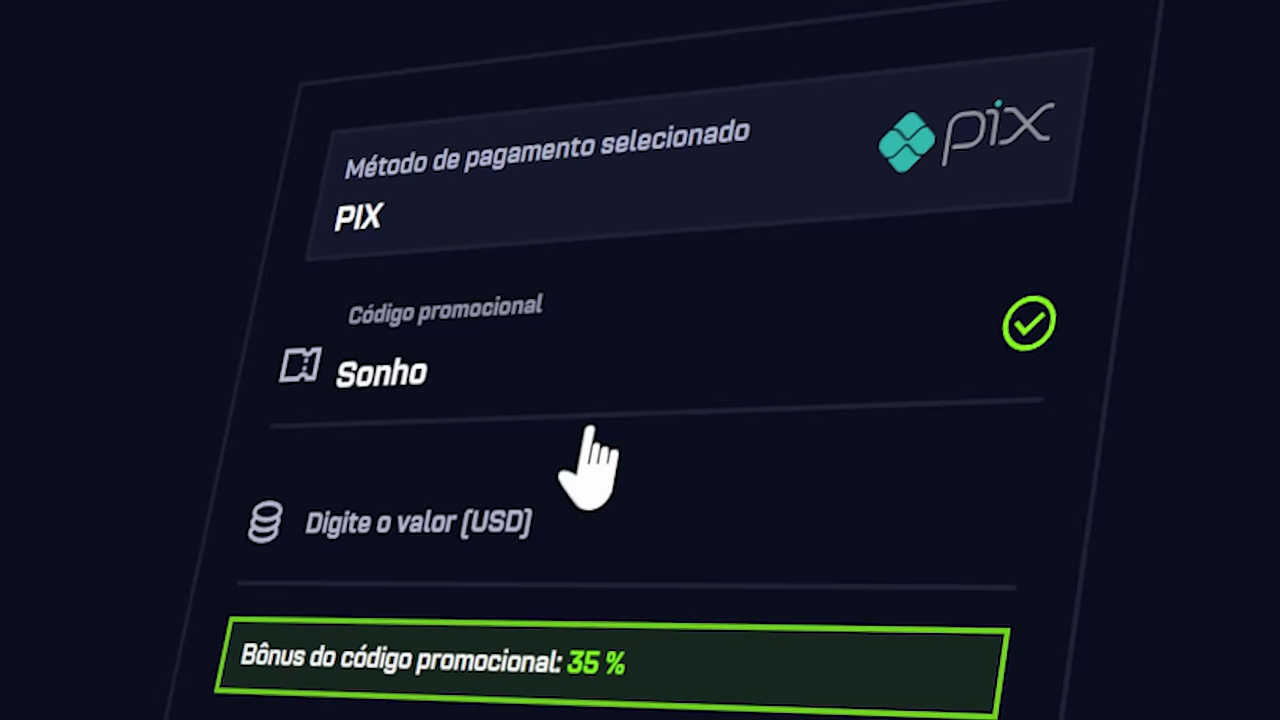 Método de pagamento selecionado
pix
PIX
Código promocional
Sonho
Digite o valor (USD)
Bônus do código promocional: 35 %